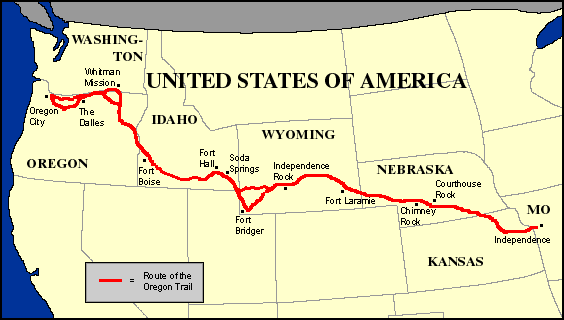 WASHING-
TON
Whitman
Mission
UNITED STATES OF AMERICA
Oregon
City
The
Dalles
IDAHO
WYOMING
Fort
Hall
Soda
Springs
OREGON
Fort
Boise
Independence
Rock
NEBRASKA
Courthouse
Rock
Fort Laramie
Chimney
Rock
MO
Fort
Bridger
Independence
KANSAS
= Route of the
Oregon Trail